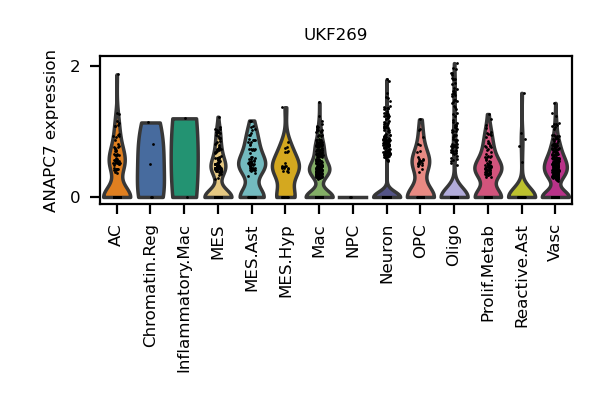 UKF269
ANAPC7 expression
2
0
AC
Chromatin.Reg
Inflammatory.Mac
MES
MES.Ast
MES.Hyp
Mac
NPC
Neuron
OPC
Oligo
Prolif.Metab
Reactive.Ast
Vasc